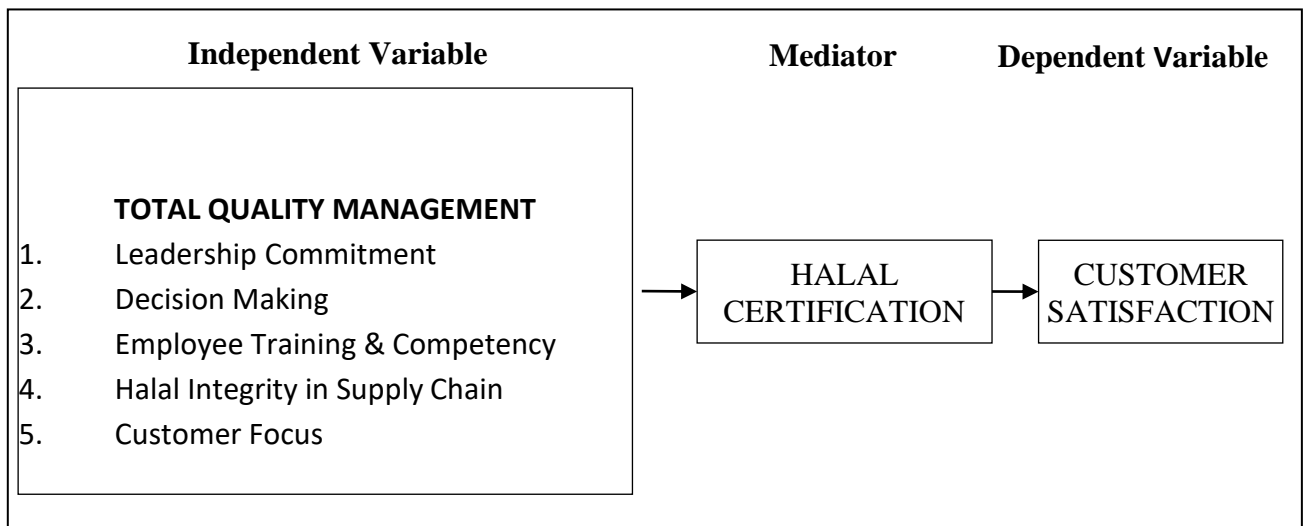 Independent Variable
Mediator
Dependent Variable
TOTAL QUALITY MANAGEMENT
1. Leadership Commitment
2. Decision Making
3. Employee Training & Competency
4. Halal Integrity in Supply Chain
5. Customer Focus
HALAL
CERTIFICATION
CUSTOMER
SATISFACTION